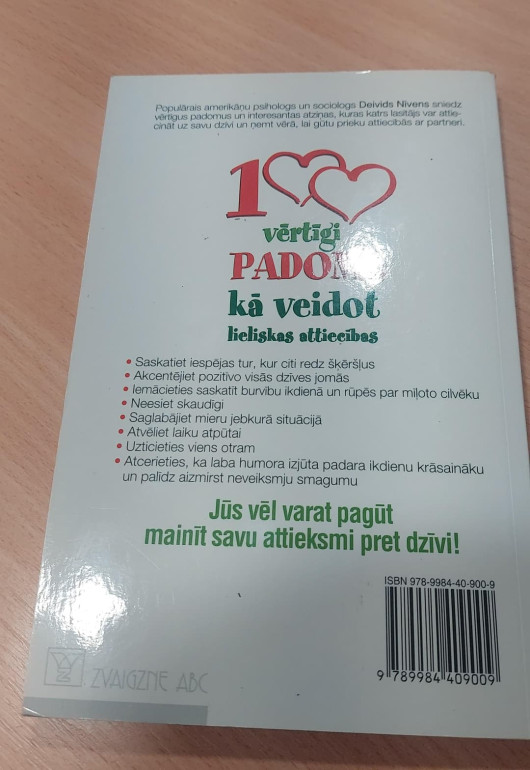 Populārais amerikāņu psihologs un sociologs Deivids Nivens sniedz
vērtīgus padomus un interesantas atziņas, kuras katrs lasītājs var attie-
cināt uz savu dzīvi un ņemt vērā, lai gūtu prieku attiecībās ar partneri.
100
vērtīgi
PADOMI
kā veidot
lieliskas attiecības
• Saskatiet iespējas tur, kur citi redz šķēršļus
• Akcentējiet pozitīvo visās dzīves jomās
• Iemācieties saskatīt burvību ikdienā un rūpēs par mīļoto cilvēku
• Neesiet skaudīgi
• Saglabājiet mieru jebkurā situācijā
• Atvēliet laiku atpūtai
• Uzticieties viens otram
• Atcerieties, ka laba humora izjūta padara ikdienu krāsaināku
un palīdz aizmirst neveiksmju smagumu
Jūs vēl varat pagūt
mainīt savu attieksmi pret dzīvi!
ISBN 978-9984-40-900-9
9 789984 409009
ZVAIGZNE ABC